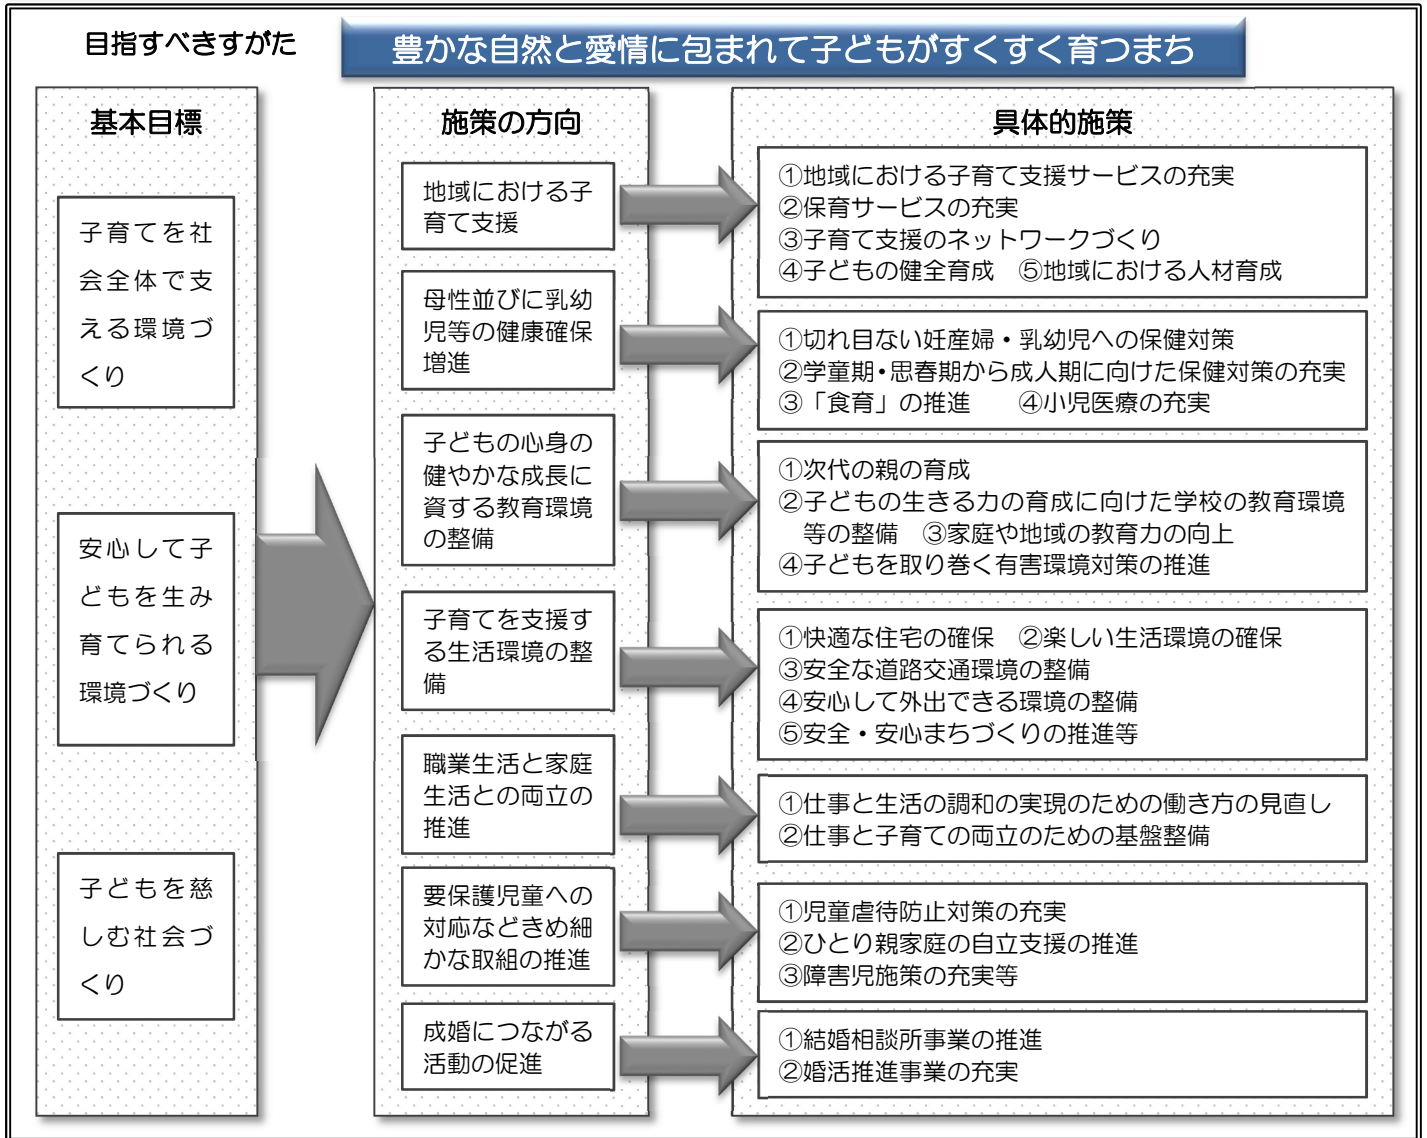 目指すべきすがた
豊かな自然と愛情に包まれて子どもがすくすく育つまち
基本目標
子育てを社
会全体で支
える環境づ
くり
安心して子
どもを生み
育てられる
環境づくり
子どもを慈
しむ社会づ
くり
施策の方向
地域における子
育て支援
母性並びに乳幼
児等の健康確保
増進
子どもの心身の
健やかな成長に
資する教育環境
の整備
子育てを支援す
る生活環境の整
備
職業生活と家庭
生活との両立の
推進
要保護児童への
対応などきめ細
かな取組の推進
成婚につながる
活動の促進
具体的施策
①地域における子育て支援サービスの充実
②保育サービスの充実
③子育て支援のネットワークづくり
④子どもの健全育成　⑤地域における人材育成
①切れ目ない妊産婦・乳幼児への保健対策
②学童期・思春期から成人期に向けた保健対策の充実
③「食育」の推進　　④小児医療の充実
①次代の親の育成
②子どもの生きる力の育成に向けた学校の教育環境
等の整備　③家庭や地域の教育力の向上
④子どもを取り巻く有害環境対策の推進
①快適な住宅の確保　②楽しい生活環境の確保
③安全な道路交通環境の整備
④安心して外出できる環境の整備
⑤安全・安心まちづくりの推進等
①仕事と生活の調和の実現のための働き方の見直し
②仕事と子育ての両立のための基盤整備
①児童虐待防止対策の充実
②ひとり親家庭の自立支援の推進
③障害児施策の充実等
①結婚相談所事業の推進
②婚活推進事業の充実